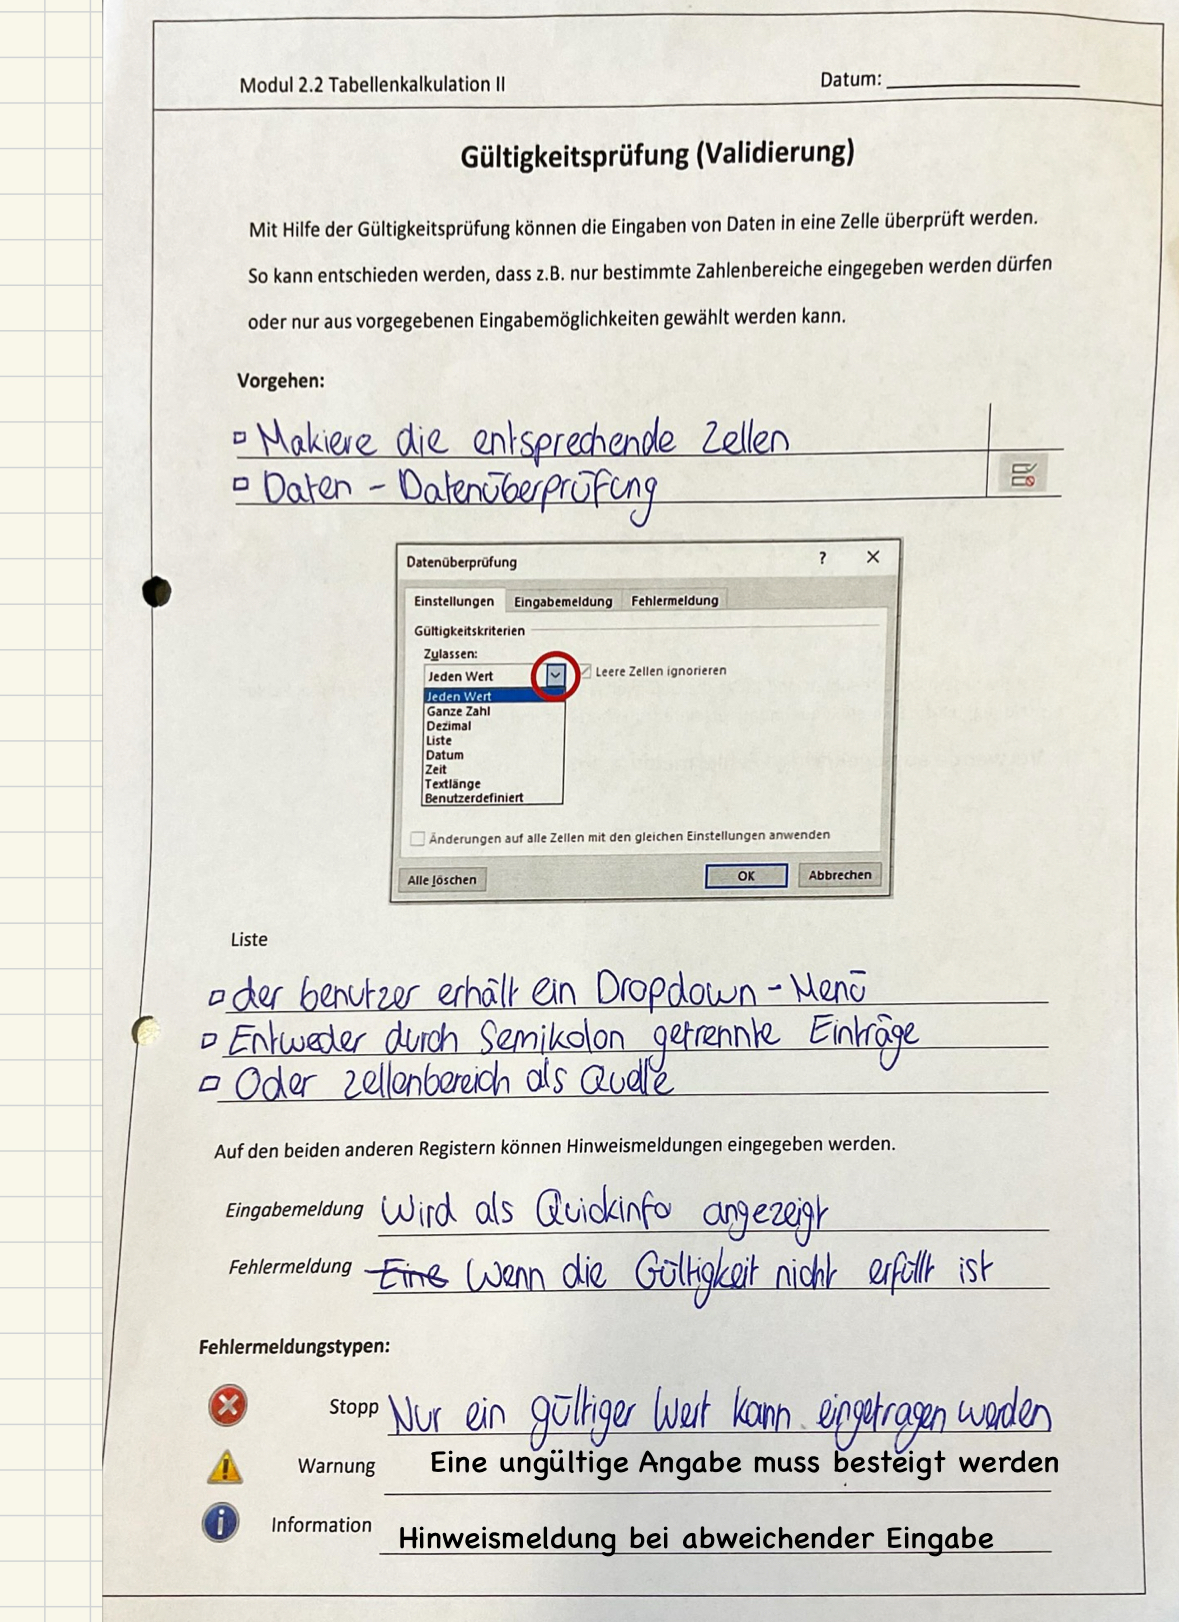 Modul 2.2 Tabellenkalkulation II
Datum:
Gültigkeitsprüfung (Validierung)
Mit Hilfe der Gültigkeitsprüfung können die Eingaben von Daten in eine Zelle überprüft werden.
So kann entschieden werden, dass z.B. nur bestimmte Zahlenbereiche eingegeben werden dürfen
oder nur aus vorgegebenen Eingabemöglichkeiten gewählt werden kann.
Vorgehen:
Makiere die entsprechende Zellen
Daten - Datenüberprüfung
Datenüberprüfung ? ×
Einstellungen Eingabemeldung Fehlermeldung
Gültigkeitskriterien
Zulassen:
Jeden Wert Leere Zellen ignorieren
Jeden Wert
Ganze Zahl
Dezimal
Liste
Datum
Zeit
Textlänge
Benutzerdefiniert
Änderungen auf alle Zellen mit den gleichen Einstellungen anwenden
Alle löschen OK Abbrechen
Liste
der benutzer erhält ein Dropdown-Menü
Entweder durch Semikolon getrennte Einträge
Oder zellenbereich als Quelle
Auf den beiden anderen Registern können Hinweismeldungen eingegeben werden.
Eingabemeldung Wird als Quickinfo angezeigt
Fehlermeldung Eine Wenn die Gültigkeit nicht erfüllt ist
Fehlermeldungstypen:
Stopp Nur ein gültiger Wert kann eingetragen werden
Warnung Eine ungültige Angabe muss besteigt werden
Information Hinweismeldung bei abweichender Eingabe